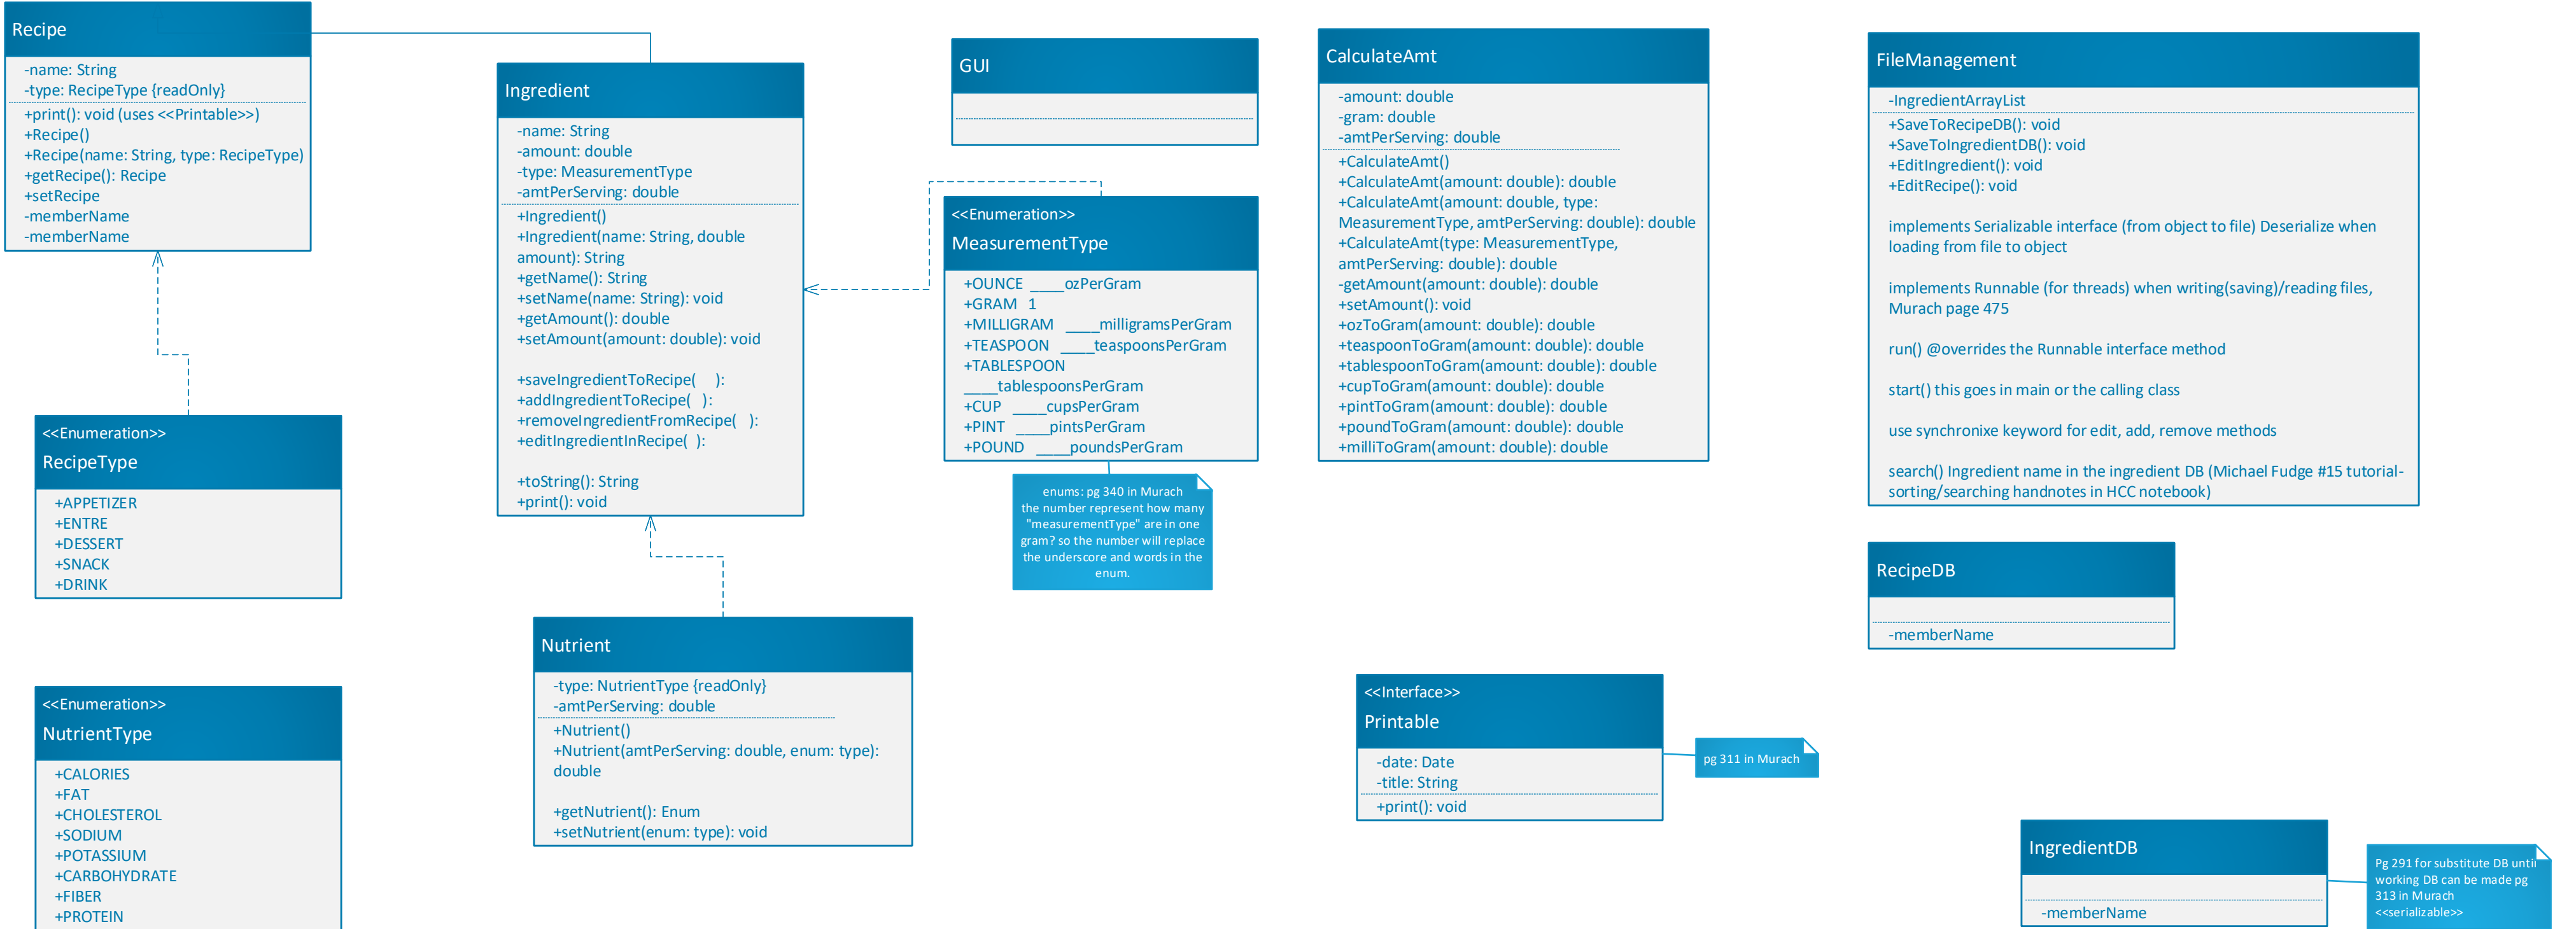 Recipe
-name: String
-type: RecipeType {readOnly}
+print(): void (uses <<Printable>>)
+Recipe()
+Recipe(name: String, type: RecipeType)
+getRecipe(): Recipe
+setRecipe
-memberName
-memberName
<<Enumeration>>
RecipeType
+APPETIZER
+ENTRE
+DESSERT
+SNACK
+DRINK
<<Enumeration>>
NutrientType
+CALORIES
+FAT
+CHOLESTEROL
+SODIUM
+POTASSIUM
+CARBOHYDRATE
+FIBER
+PROTEIN
Ingredient
-name: String
-amount: double
-type: MeasurementType
-amtPerServing: double
+Ingredient()
+Ingredient(name: String, double
amount): String
+getName(): String
+setName(name: String): void
+getAmount(): double
+setAmount(amount: double): void
+saveIngredientToRecipe(    ):
+addIngredientToRecipe(   ):
+removeIngredientFromRecipe(   ):
+editIngredientInRecipe(  ):
+toString(): String
+print(): void
Nutrient
-type: NutrientType {readOnly}
-amtPerServing: double
+Nutrient()
+Nutrient(amtPerServing: double, enum: type):
double
+getNutrient(): Enum
+setNutrient(enum: type): void
GUI
<<Enumeration>>
MeasurementType
+OUNCE ____ozPerGram
+GRAM 1
+MILLIGRAM ____milligramsPerGram
+TEASPOON ____teaspoonsPerGram
+TABLESPOON
____tablespoonsPerGram
+CUP ____cupsPerGram
+PINT ____pintsPerGram
+POUND ____poundsPerGram
enums: pg 340 in Murach
the number represent how many
"measurementType" are in one
gram? so the number will replace
the underscore and words in the
enum.
CalculateAmt
-amount: double
-gram: double
-amtPerServing: double
+CalculateAmt()
+CalculateAmt(amount: double): double
+CalculateAmt(amount: double, type:
MeasurementType, amtPerServing: double): double
+CalculateAmt(type: MeasurementType,
amtPerServing: double): double
-getAmount(amount: double): double
+setAmount(): void
+ozToGram(amount: double): double
+teaspoonToGram(amount: double): double
+tablespoonToGram(amount: double): double
+cupToGram(amount: double): double
+pintToGram(amount: double): double
+poundToGram(amount: double): double
+milliToGram(amount: double): double
<<Interface>>
Printable
-date: Date
-title: String
+print(): void
pg 311 in Murach
FileManagement
-IngredientArrayList
+SaveToRecipeDB(): void
+SaveToIngredientDB(): void
+EditIngredient(): void
+EditRecipe(): void
implements Serializable interface (from object to file) Deserialize when
loading from file to object
implements Runnable (for threads) when writing(saving)/reading files,
Murach page 475
run() @overrides the Runnable interface method
start() this goes in main or the calling class
use synchronixe keyword for edit, add, remove methods
search() Ingredient name in the ingredient DB (Michael Fudge #15 tutorial-
sorting/searching handnotes in HCC notebook)
RecipeDB
-memberName
IngredientDB
-memberName
Pg 291 for substitute DB until
working DB can be made pg
313 in Murach
<<serializable>>